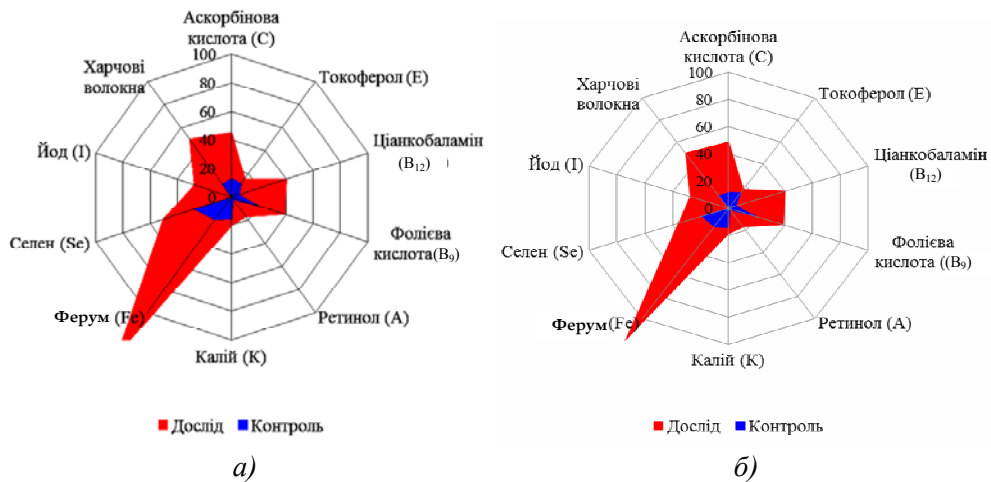 Аскорбінова
кислота (С)
Токоферол (Е)
Ціанкобаламін
(В₁₂)
Фолієва
кислота(В₉)
Ретинол (А)
Калій (К)
Ферум (Fe)
Селен (Se)
Йод (І)
Харчові
волокна
100
80
60
40
20
0
Дослід
Контроль
а)
Аскорбінова
кислота (С)
Токоферол (Е)
Ціанкобаламін
(В₁₂)
Фолієва
кислота ((В₉)
Ретинол (А)
Калій (К)
Ферум (Fe)
Селен (Se)
Йод (І)
Харчові
волокна
100
80
60
40
20
0
Дослід
Контроль
б)